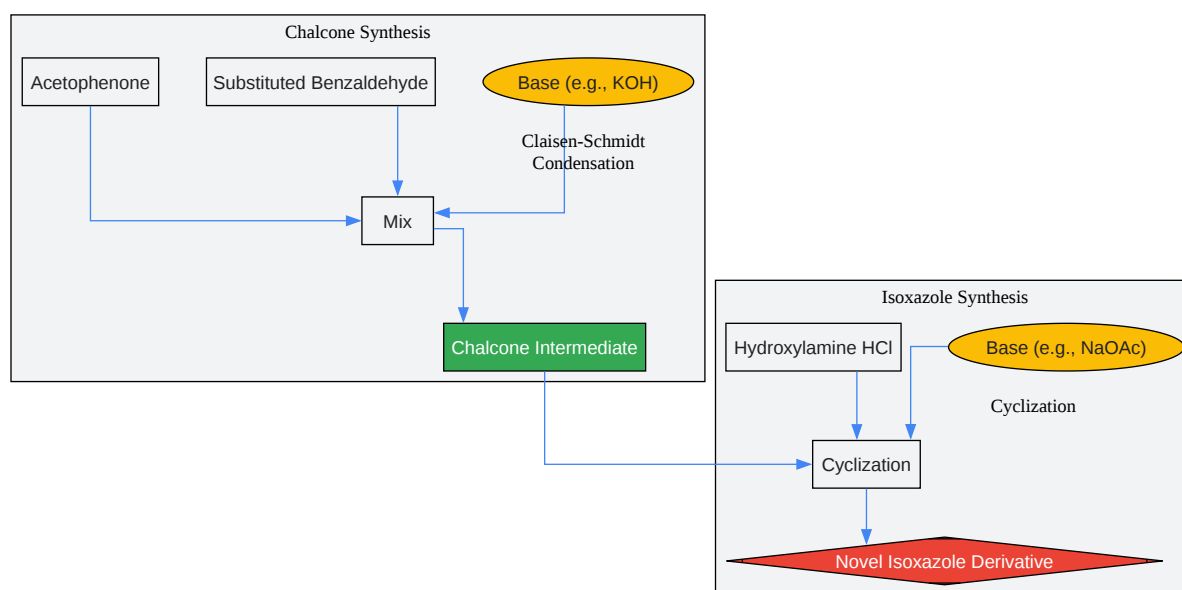 Chalcone Synthesis
Acetophenone
Substituted Benzaldehyde
Base (e.g., KOH)
Claisen-Schmidt
Condensation
Mix
Chalcone Intermediate
Isoxazole Synthesis
Hydroxylamine HCl
Base (e.g., NaOAc)
Cyclization
Cyclization
Novel Isoxazole Derivative